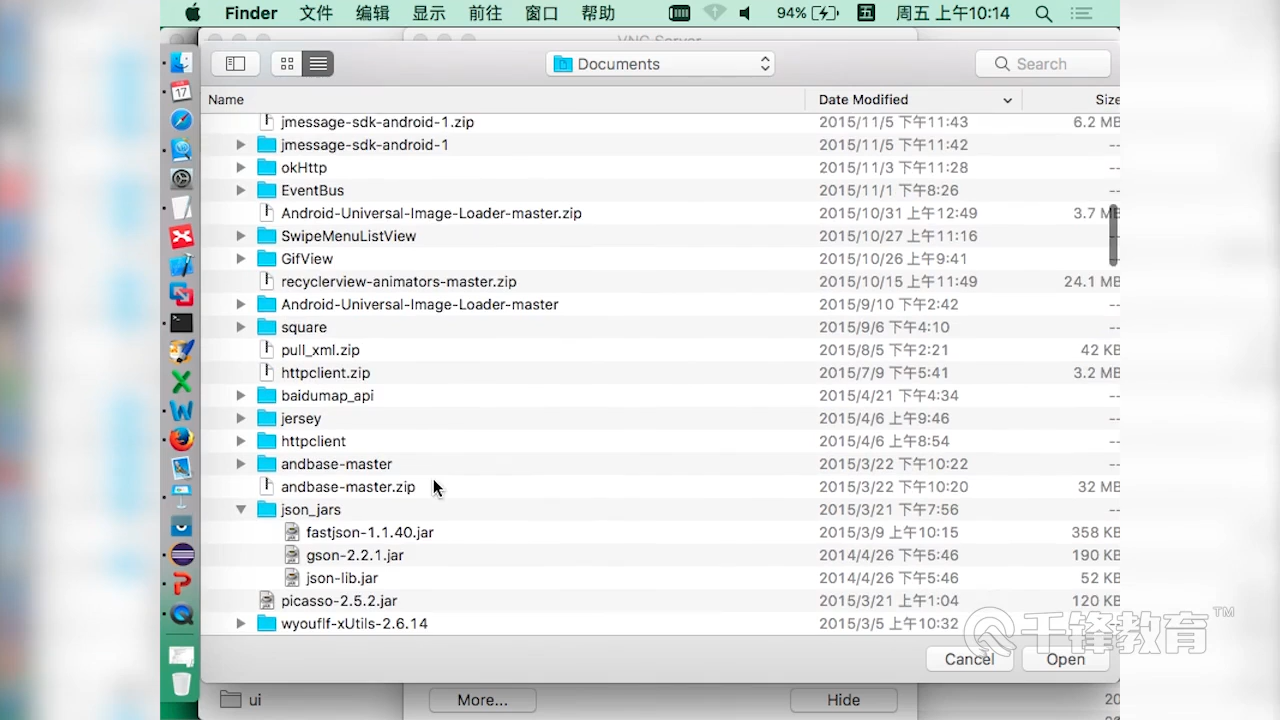 Finder 文件 编辑 显示 前往 窗口 帮助 94% 五 周五 上午10:14
VNC Server
17
Documents
Search
Name Date Modified Size
jmessage-sdk-android-1.zip 2015/11/5 下午11:43 6.2 MB
jmessage-sdk-android-1 2015/11/5 下午11:42 --
okHttp 2015/11/3 下午11:28 --
EventBus 2015/11/1 下午8:26 --
Android-Universal-Image-Loader-master.zip 2015/10/31 上午12:49 3.7 MB
SwipeMenuListView 2015/10/27 上午11:16 --
GifView 2015/10/26 上午9:41 --
recyclerview-animators-master.zip 2015/10/15 上午11:49 24.1 MB
Android-Universal-Image-Loader-master 2015/9/10 下午2:42 --
square 2015/9/6 下午4:10 --
pull_xml.zip 2015/8/5 下午2:21 42 KB
httpclient.zip 2015/7/9 下午5:41 3.2 MB
baidumap_api 2015/4/21 下午4:34 --
jersey 2015/4/6 上午9:46 --
httpclient 2015/4/6 上午8:54 --
andbase-master 2015/3/22 下午10:22 --
andbase-master.zip 2015/3/22 下午10:20 32 MB
json_jars 2015/3/21 下午7:56 --
fastjson-1.1.40.jar 2015/3/9 上午10:15 358 KB
gson-2.2.1.jar 2014/4/26 下午5:46 190 KB
json-lib.jar 2014/4/26 下午5:46 52 KB
picasso-2.5.2.jar 2015/3/21 上午1:04 120 KB
wyouflf-xUtils-2.6.14 2015/3/5 上午10:32
千锋教育™
Cancel Open
ui More... Hide 20